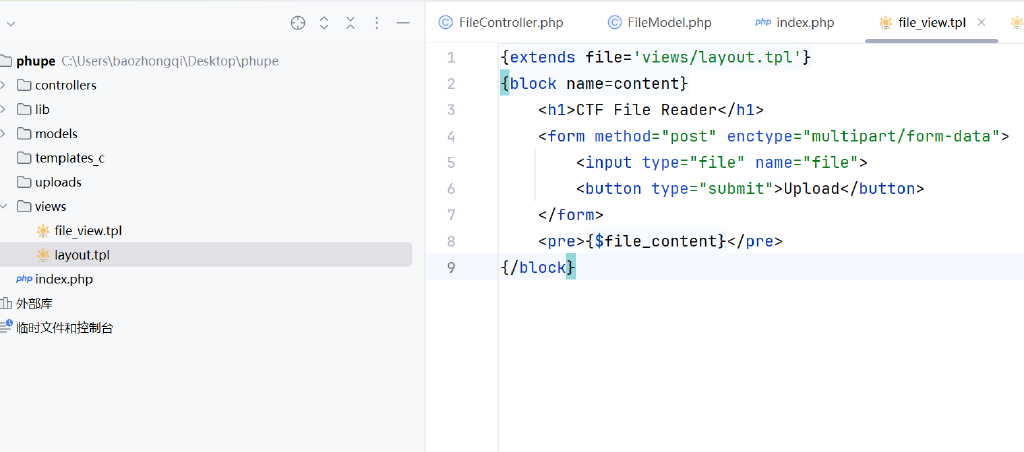 FileController.php
FileModel.php
php index.php
file_view.tpl
phupe C:\Users\baozhongqi\Desktop\phupe
controllers
lib
models
templates_c
uploads
views
file_view.tpl
layout.tpl
php index.php
外部库
临时文件和控制台
1 {extends file='views/layout.tpl'}
2 {block name=content}
3 <h1>CTF File Reader</h1>
4 <form method="post" enctype="multipart/form-data">
5 <input type="file" name="file">
6 <button type="submit">Upload</button>
7 </form>
8 <pre>{$file_content}</pre>
9 {/block}